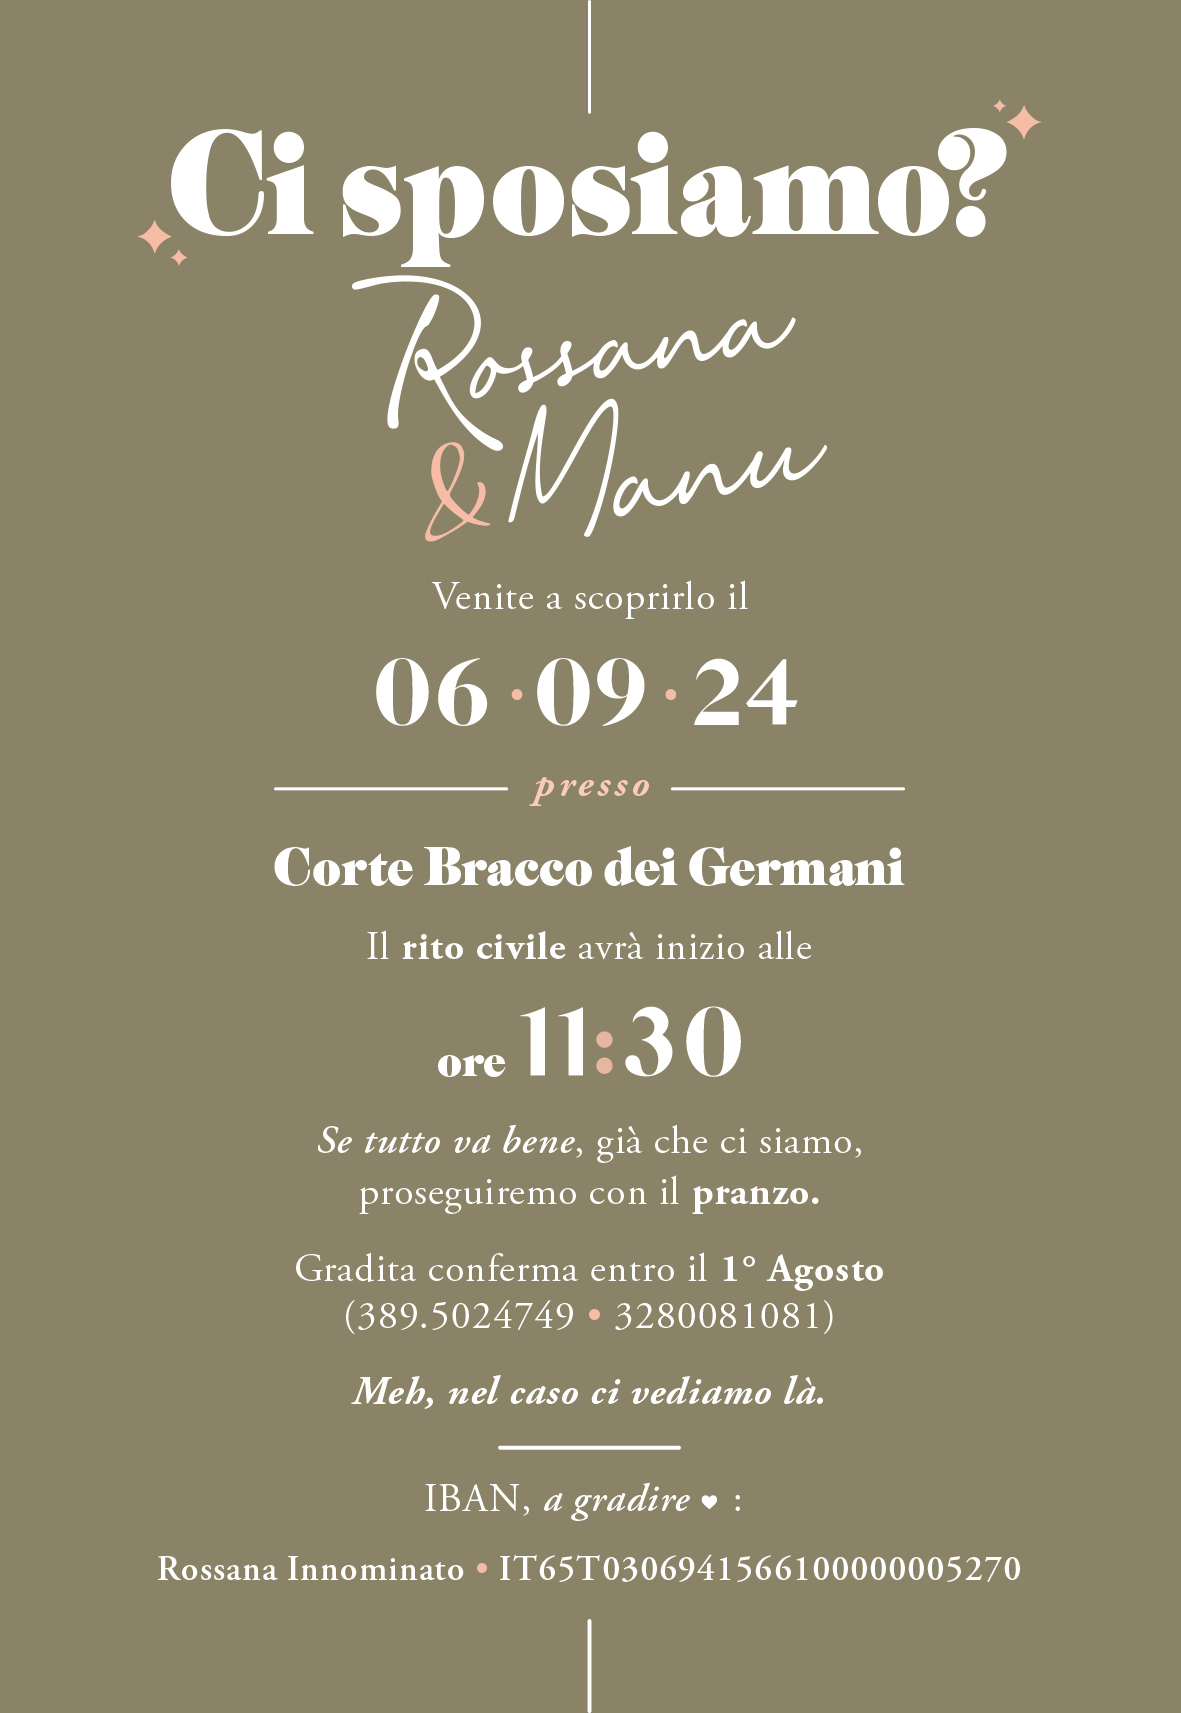 Ci sposiamo?
Rossana
& Manu
Venite a scoprirlo il
06 • 09 • 24
presso
Corte Bracco dei Germani
Il rito civile avrà inizio alle
ore 11:30
Se tutto va bene, già che ci siamo,
proseguiremo con il pranzo.
Gradita conferma entro il 1° Agosto
(389.5024749 • 3280081081)
Meh, nel caso ci vediamo là.
IBAN, a gradire ♥ :
Rossana Innominato • IT65T0306941566100000005270